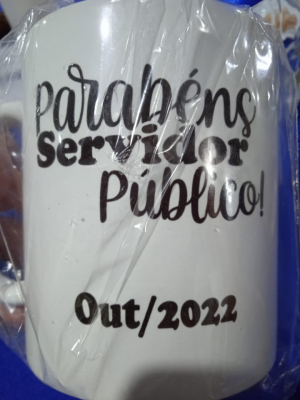 Parabéns
Servidor
Público!
Out/2022